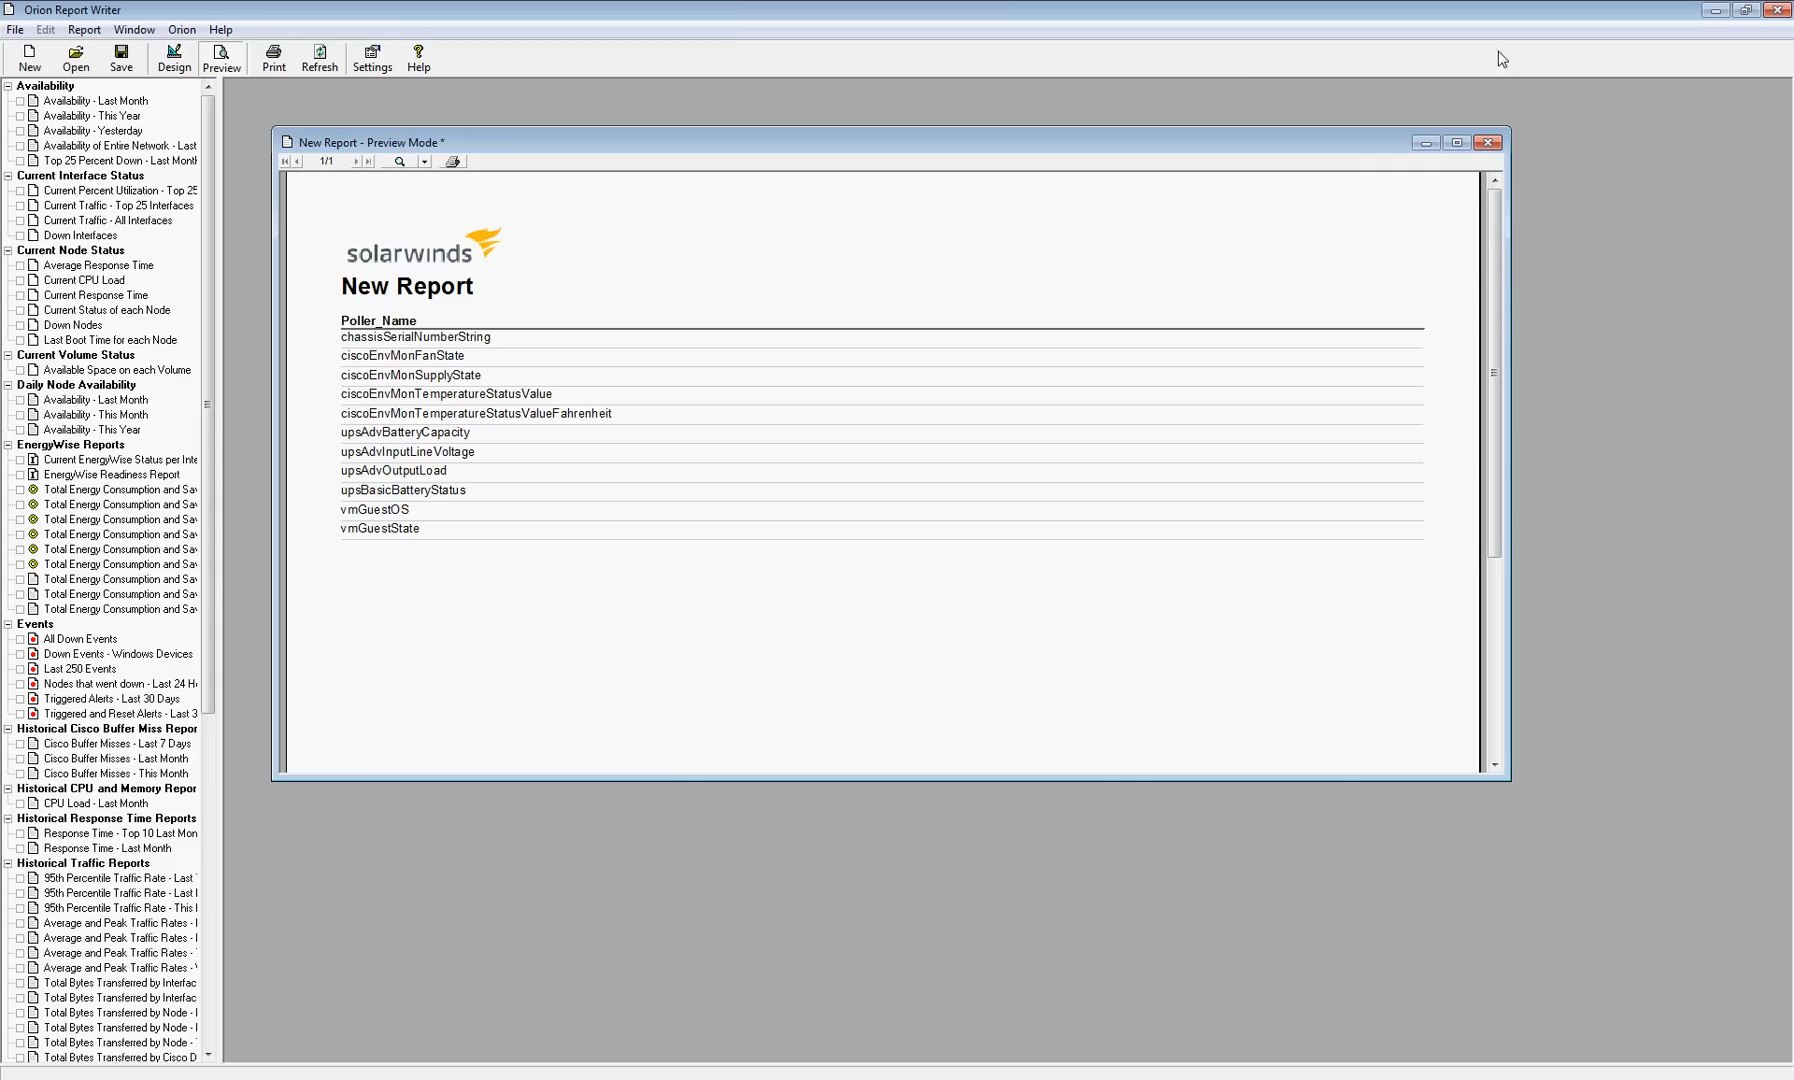 Orion Report Writer
File Edit Report Window Orion Help
New Open Save Design Preview Print Refresh Settings Help
Availability
Availability - Last Month
Availability - This Year
Availability - Yesterday
Availability of Entire Network - Last
Top 25 Percent Down - Last Month
Current Interface Status
Current Percent Utilization - Top 25
Current Traffic - Top 25 Interfaces
Current Traffic - All Interfaces
Down Interfaces
Current Node Status
Average Response Time
Current CPU Load
Current Response Time
Current Status of each Node
Down Nodes
Last Boot Time for each Node
Current Volume Status
Available Space on each Volume
Daily Node Availability
Availability - Last Month
Availability - This Month
Availability - This Year
EnergyWise Reports
Current EnergyWise Status per Inte
EnergyWise Readiness Report
Total Energy Consumption and Sav
Total Energy Consumption and Sav
Total Energy Consumption and Sav
Total Energy Consumption and Sav
Total Energy Consumption and Sav
Total Energy Consumption and Sav
Total Energy Consumption and Sav
Total Energy Consumption and Sav
Total Energy Consumption and Sav
Events
All Down Events
Down Events - Windows Devices
Last 250 Events
Nodes that went down - Last 24 H
Triggered Alerts - Last 30 Days
Triggered and Reset Alerts - Last 3
Historical Cisco Buffer Miss Repor
Cisco Buffer Misses - Last 7 Days
Cisco Buffer Misses - Last Month
Cisco Buffer Misses - This Month
Historical CPU and Memory Repor
CPU Load - Last Month
Historical Response Time Reports
Response Time - Top 10 Last Mon
Response Time - Last Month
Historical Traffic Reports
95th Percentile Traffic Rate - Last
95th Percentile Traffic Rate - Last
95th Percentile Traffic Rate - This
Average and Peak Traffic Rates -
Average and Peak Traffic Rates -
Average and Peak Traffic Rates -
Average and Peak Traffic Rates -
Total Bytes Transferred by Interfac
Total Bytes Transferred by Interfac
Total Bytes Transferred by Node -
Total Bytes Transferred by Node -
Total Bytes Transferred by Node -
Total Bytes Transferred by Cisco D
New Report - Preview Mode *
1/1
solarwinds
New Report
Poller_Name
chassisSerialNumberString
ciscoEnvMonFanState
ciscoEnvMonSupplyState
ciscoEnvMonTemperatureStatusValue
ciscoEnvMonTemperatureStatusValueFahrenheit
upsAdvBatteryCapacity
upsAdvInputLineVoltage
upsAdvOutputLoad
upsBasicBatteryStatus
vmGuestOS
vmGuestState